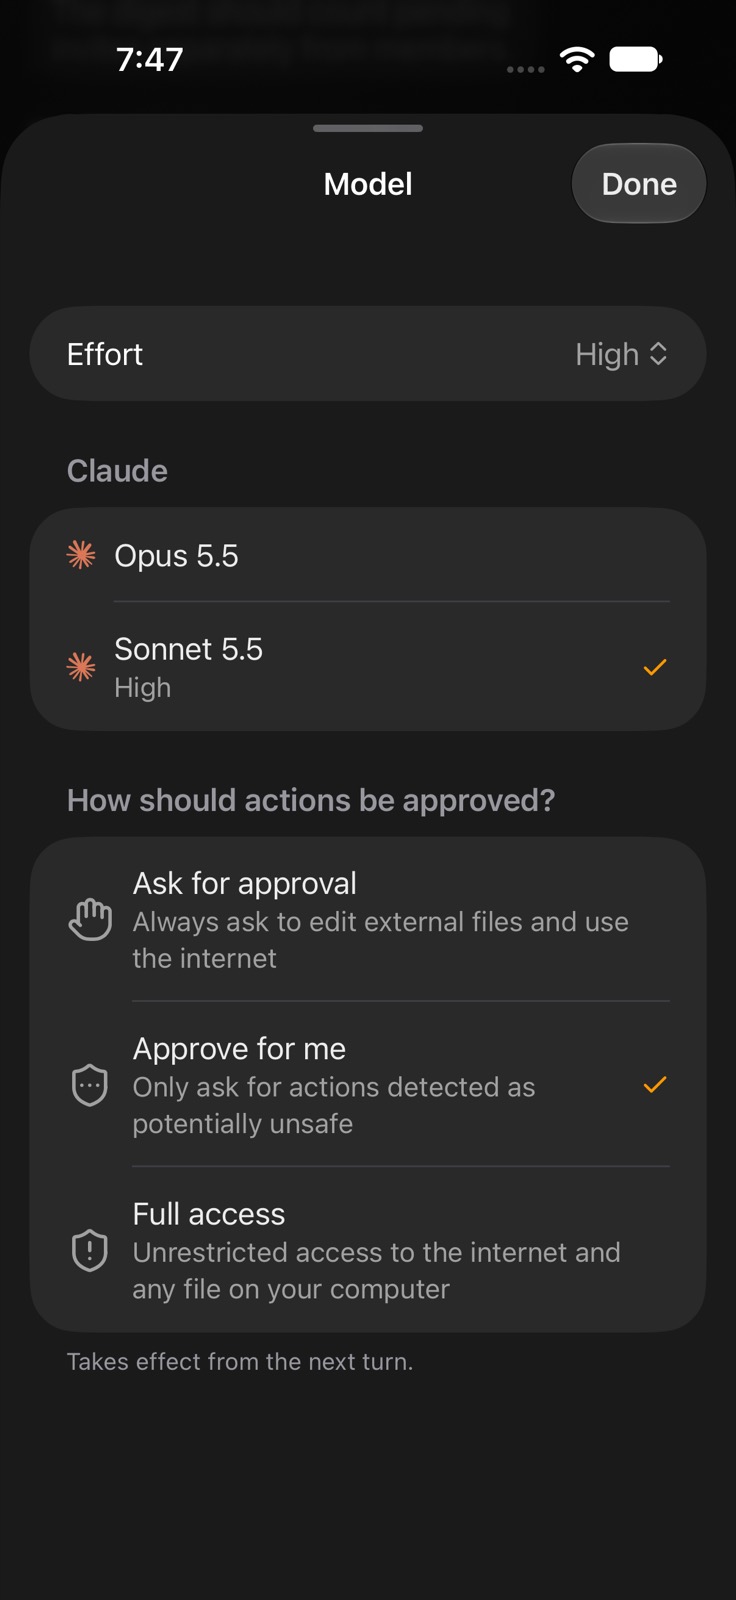 7:47
Model
Done
Effort
High
Claude
Opus 5.5
Sonnet 5.5
High
How should actions be approved?
Ask for approval
Always ask to edit external files and use
the internet
Approve for me
Only ask for actions detected as
potentially unsafe
Full access
Unrestricted access to the internet and
any file on your computer
Takes effect from the next turn.